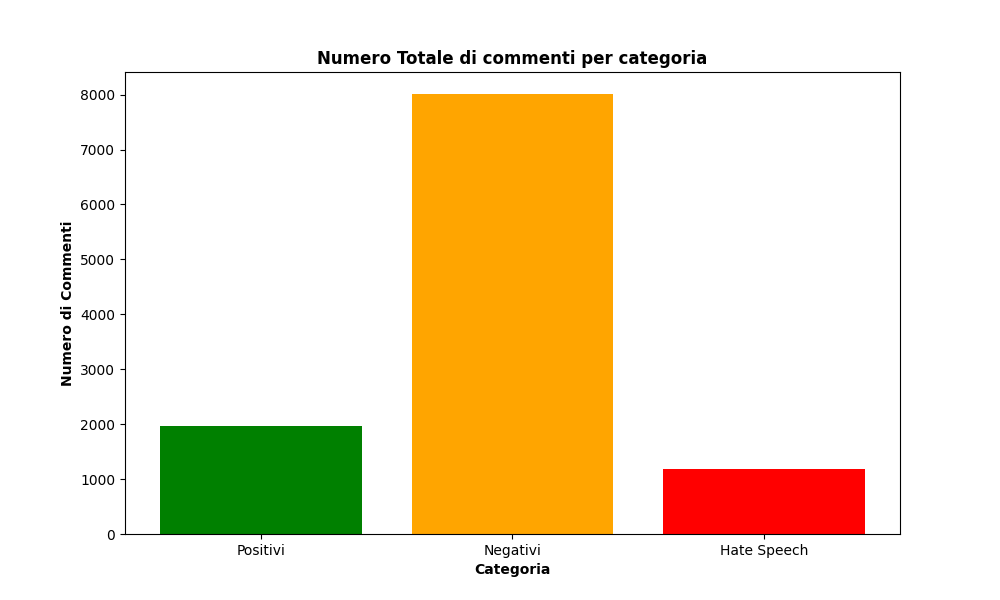 Numero Totale di commenti per categoria
8000
7000
6000
5000
4000
3000
2000
1000
0
Numero di Commenti
Positivi
Negativi
Hate Speech
Categoria